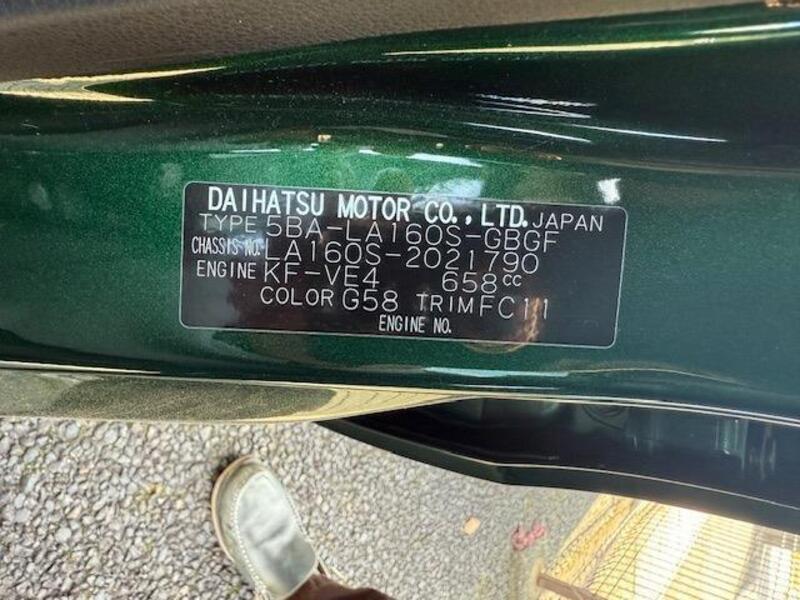 DAIHATSU MOTOR CO., LTD. JAPAN
TYPE 5BA-LA160S-GBGF
CHASSIS NO. LA160S-2021790
ENGINE KF-VE4 658cc
COLOR G58 TRIM FC11
ENGINE NO.